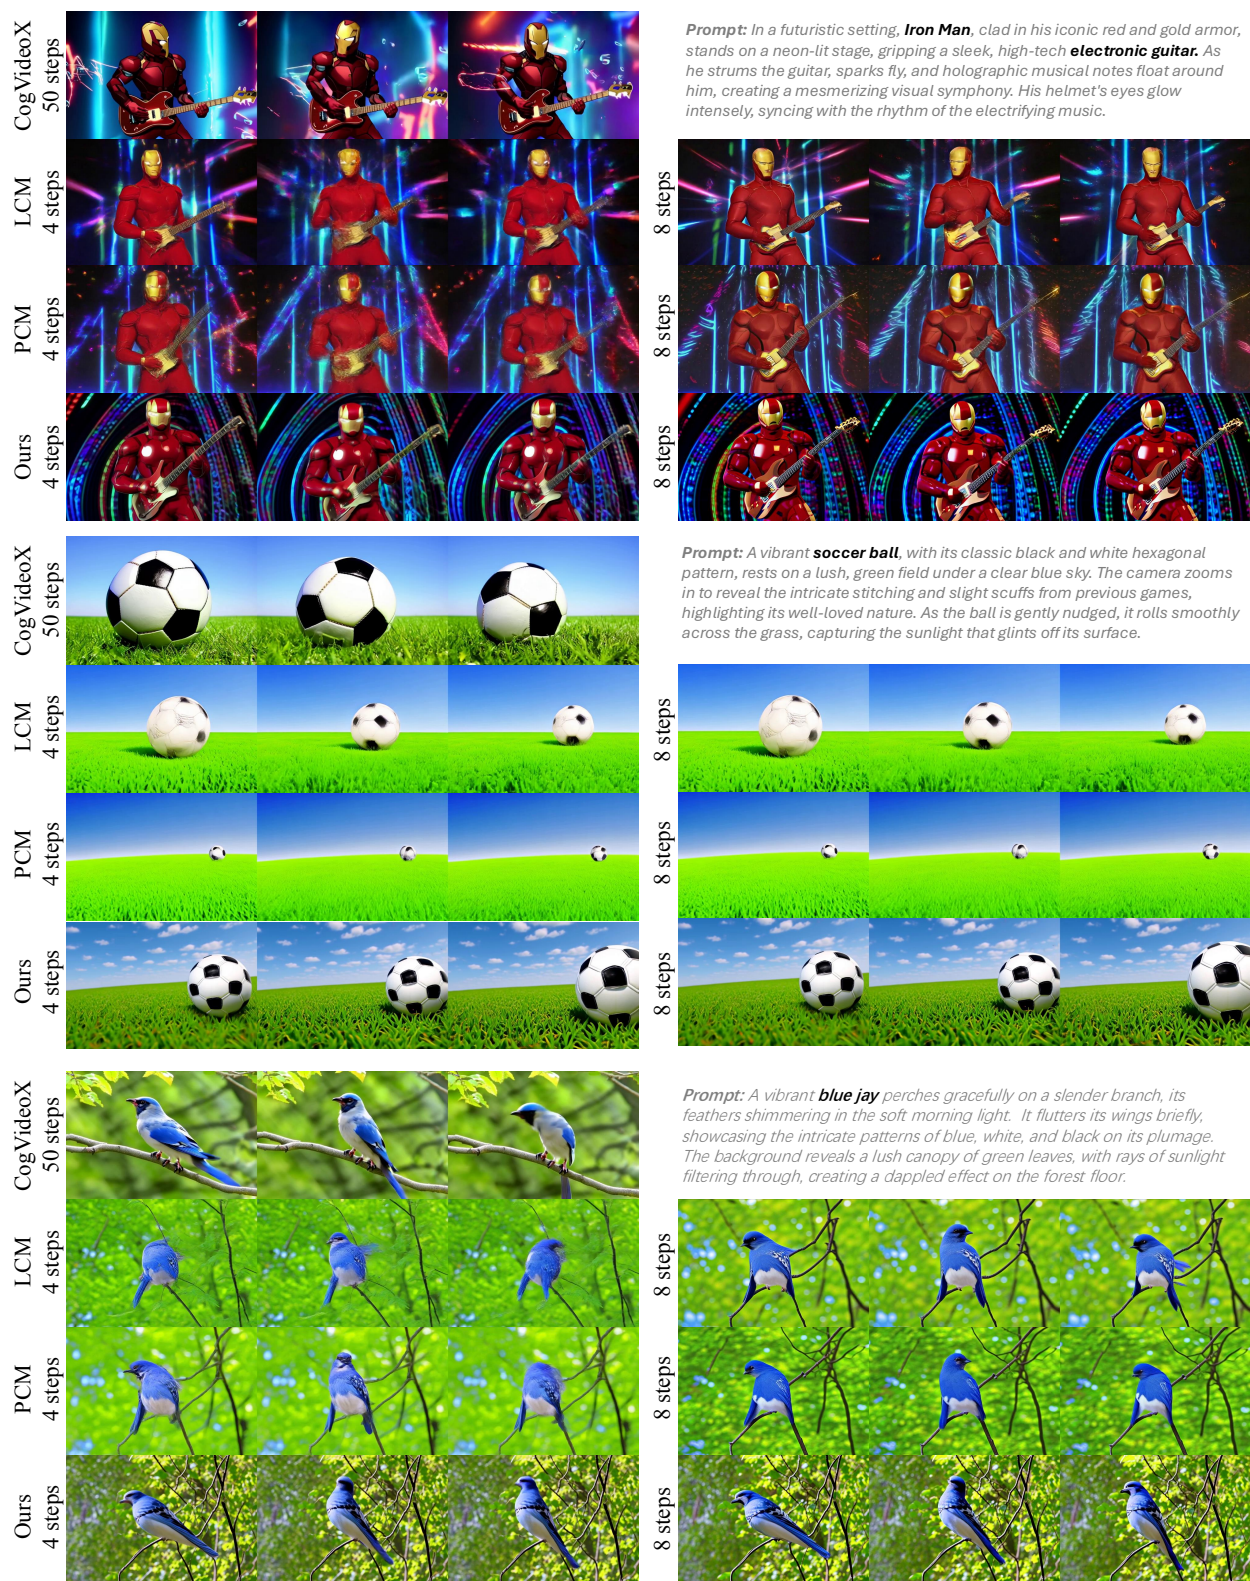 CogVideoX
50 steps
Prompt: In a futuristic setting, Iron Man, clad in his iconic red and gold armor,
stands on a neon-lit stage, gripping a sleek, high-tech electronic guitar. As
he strums the guitar, sparks fly, and holographic musical notes float around
him, creating a mesmerizing visual symphony. His helmet's eyes glow
intensely, syncing with the rhythm of the electrifying music.
LCM
4 steps
8 steps
PCM
4 steps
8 steps
Ours
4 steps
8 steps
CogVideoX
50 steps
Prompt: A vibrant soccer ball, with its classic black and white hexagonal
pattern, rests on a lush, green field under a clear blue sky. The camera zooms
in to reveal the intricate stitching and slight scuffs from previous games,
highlighting its well-loved nature. As the ball is gently nudged, it rolls smoothly
across the grass, capturing the sunlight that glints off its surface.
LCM
4 steps
8 steps
PCM
4 steps
8 steps
Ours
4 steps
8 steps
CogVideoX
50 steps
Prompt: A vibrant blue jay perches gracefully on a slender branch, its
feathers shimmering in the soft morning light. It flutters its wings briefly,
showcasing the intricate patterns of blue, white, and black on its plumage.
The background reveals a lush canopy of green leaves, with rays of sunlight
filtering through, creating a dappled effect on the forest floor.
LCM
4 steps
8 steps
PCM
4 steps
8 steps
Ours
4 steps
8 steps